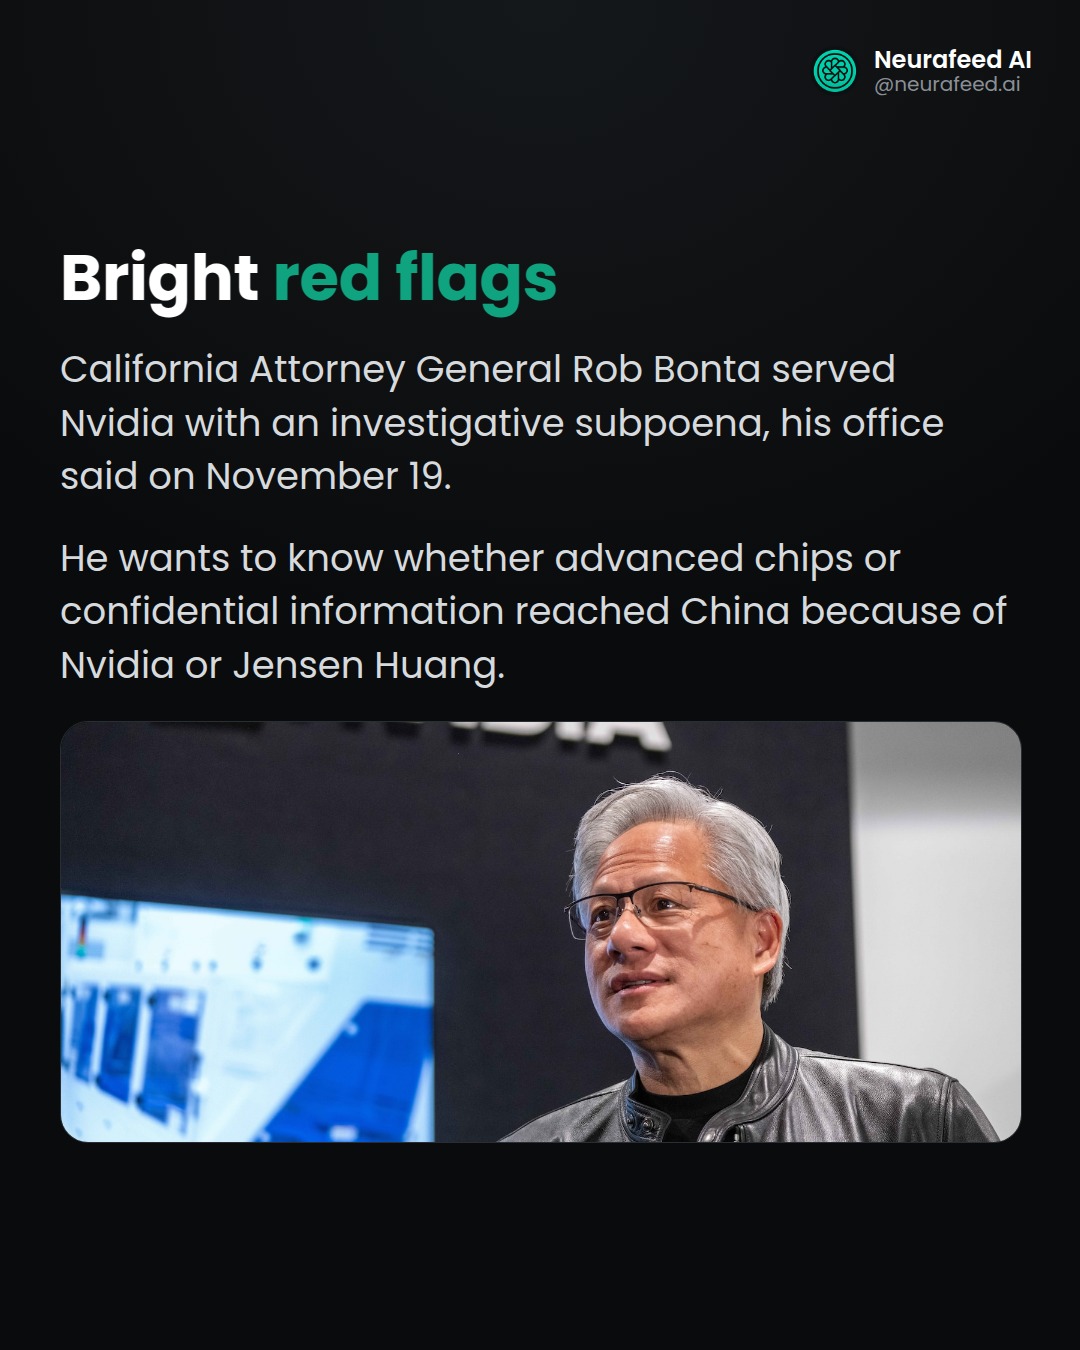 Neurafeed AI
@neurafeed.ai
Bright red flags
California Attorney General Rob Bonta served
Nvidia with an investigative subpoena, his office
said on November 19.
He wants to know whether advanced chips or
confidential information reached China because of
Nvidia or Jensen Huang.